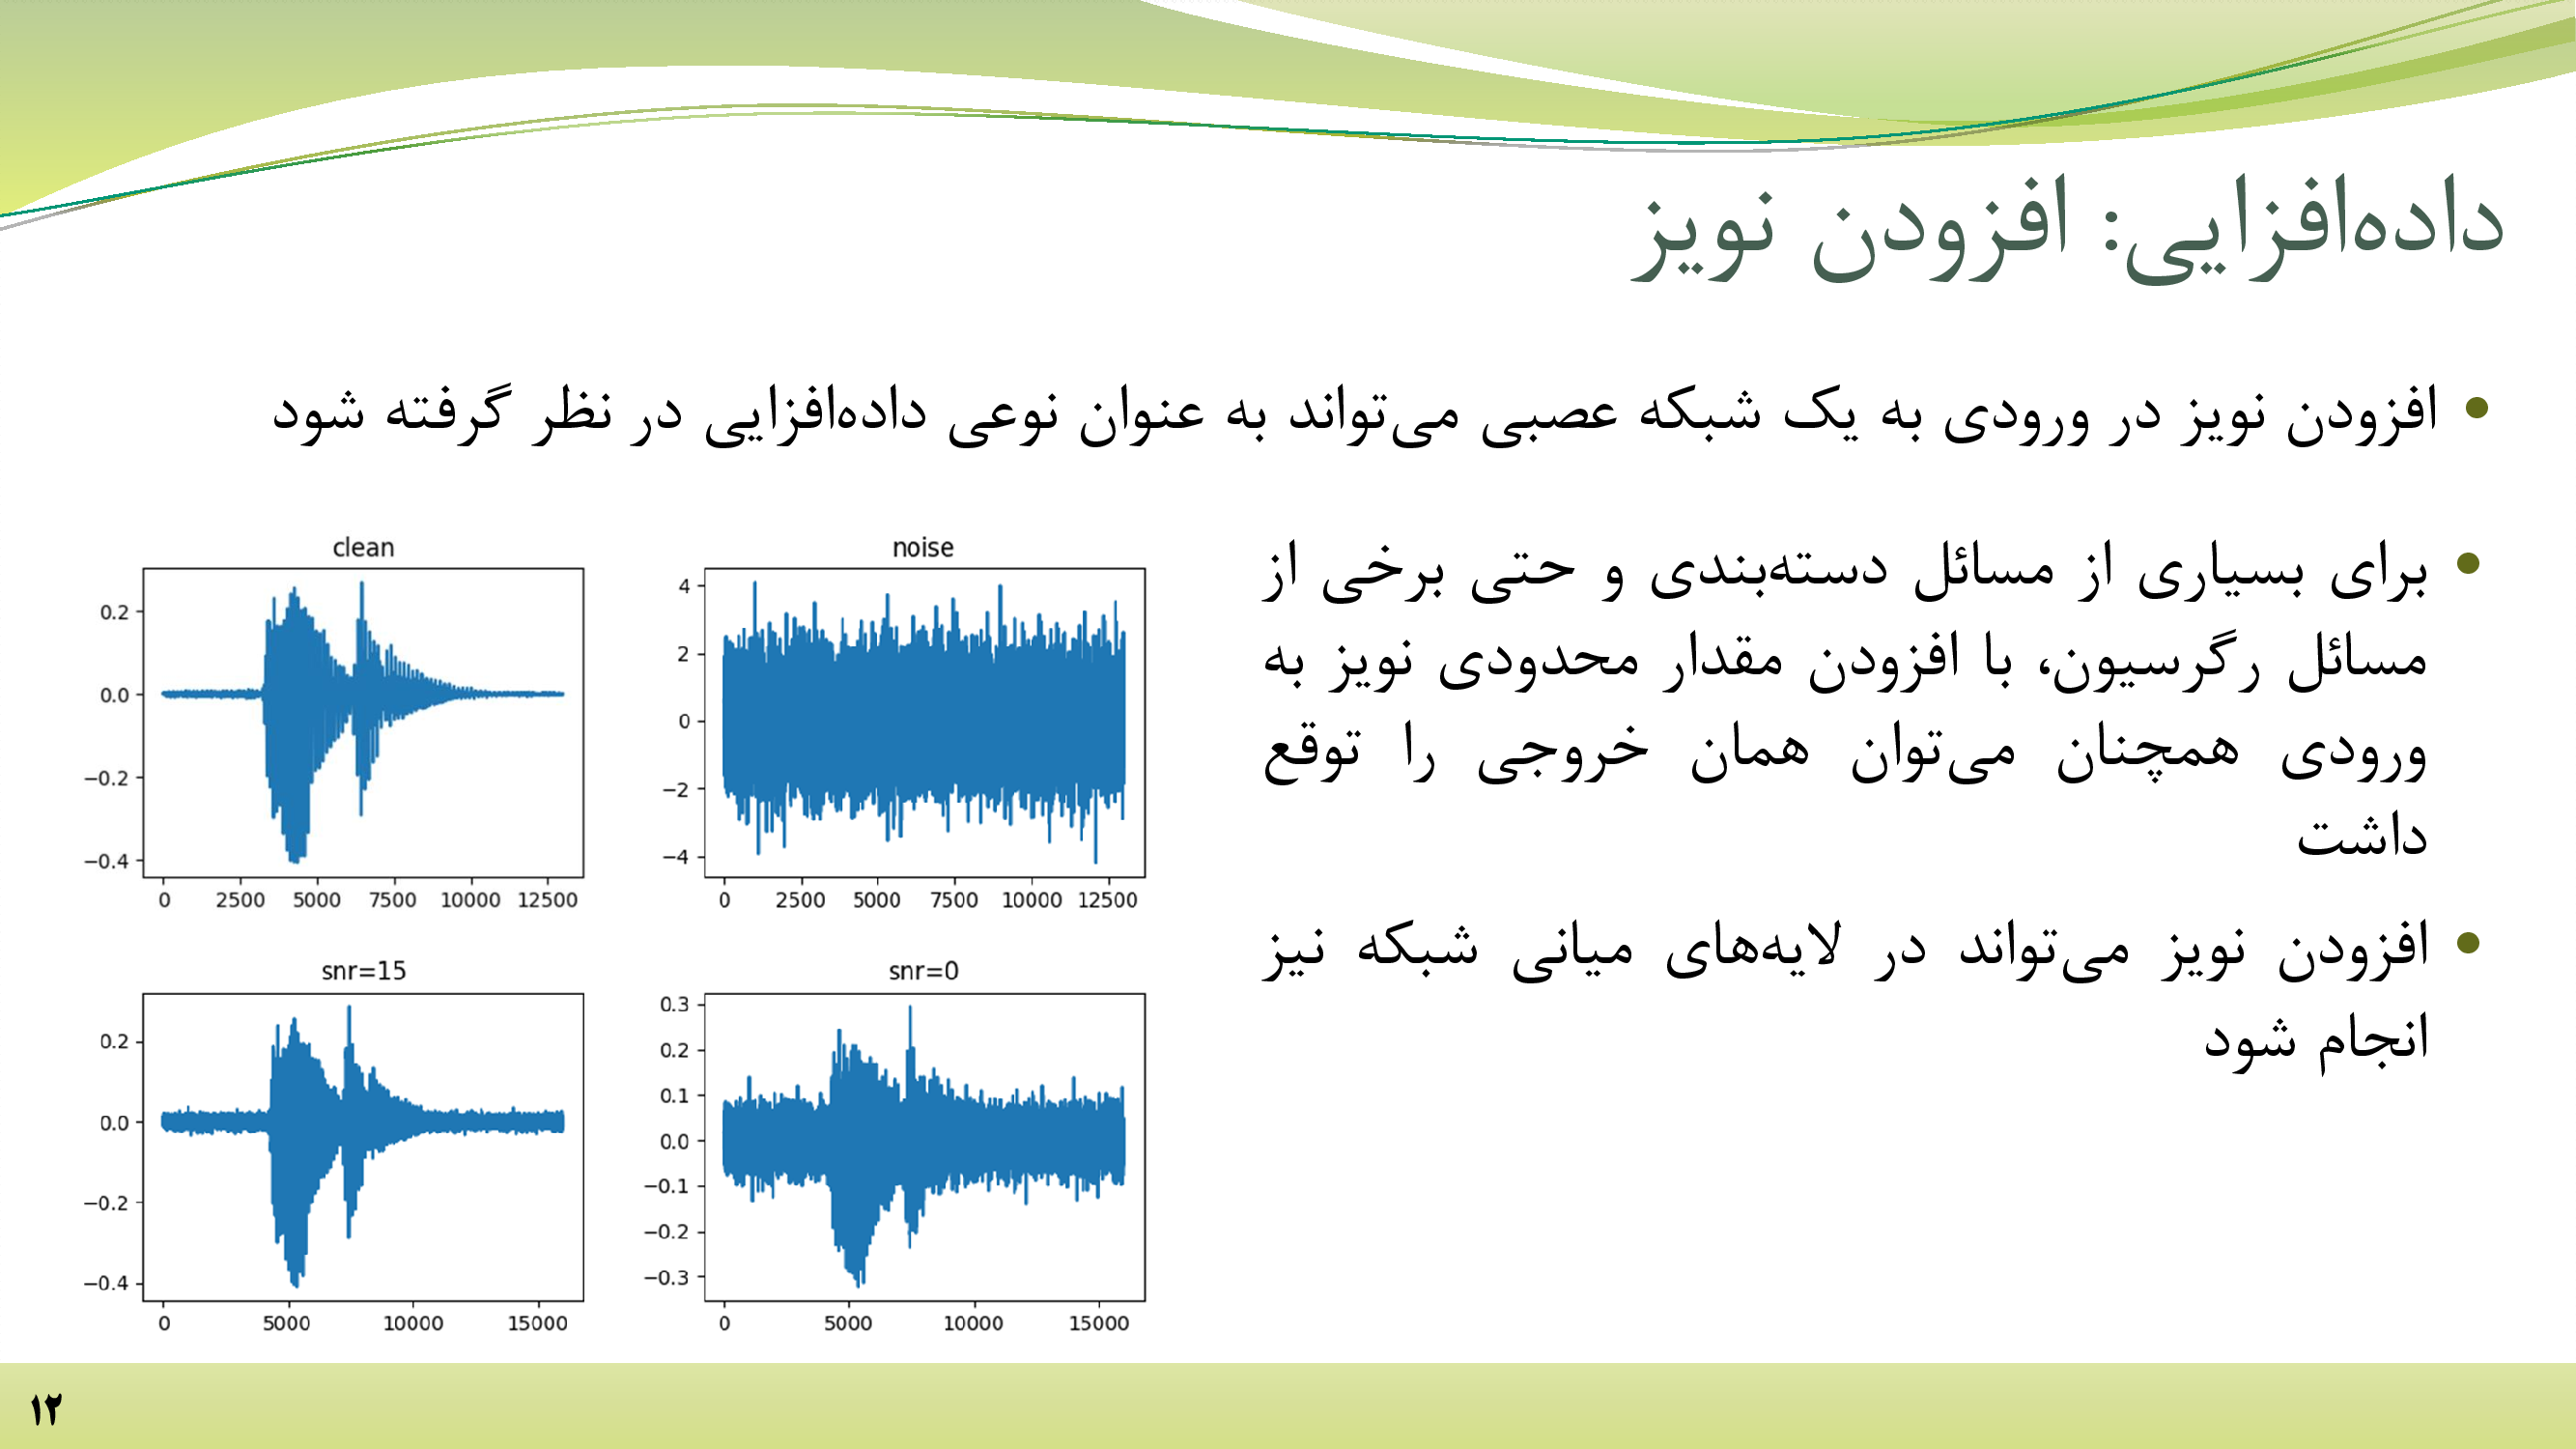 داده‌افزایی: افزودن نویز
• افزودن نویز در ورودی به یک شبکه عصبی می‌تواند به عنوان نوعی داده‌افزایی در نظر گرفته شود
• برای بسیاری از مسائل دسته‌بندی و حتی برخی از
مسائل رگرسیون، با افزودن مقدار محدودی نویز به
ورودی همچنان می‌توان همان خروجی را توقع
داشت
• افزودن نویز می‌تواند در لایه‌های میانی شبکه نیز
انجام شود
clean
0.2
0.0
−0.2
−0.4
0 2500 5000 7500 10000 12500
noise
4
2
0
−2
−4
0 2500 5000 7500 10000 12500
snr=15
0.2
0.0
−0.2
−0.4
0 5000 10000 15000
snr=0
0.3
0.2
0.1
0.0
−0.1
−0.2
−0.3
0 5000 10000 15000
۱۲